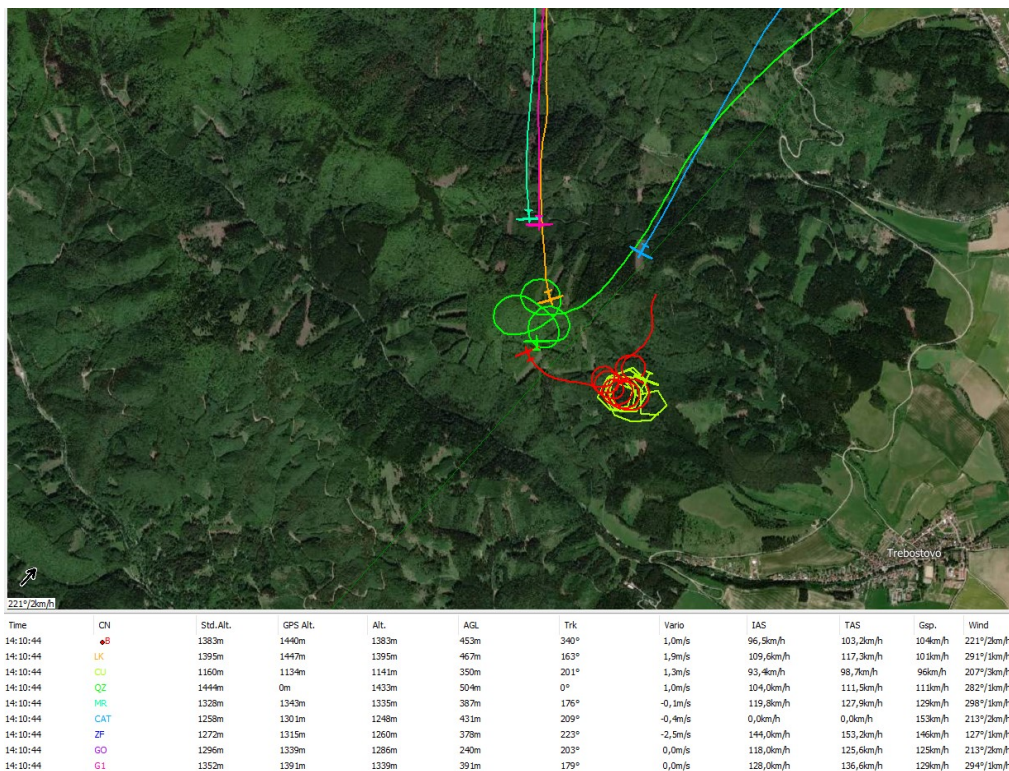 Trebostovo
221°/2km/h
Time CN Std.Alt. GPS Alt. Alt. AGL Trk Vario IAS TAS Gsp. Wind
14:10:44 B 1383m 1440m 1383m 453m 340° 1,0m/s 96,5km/h 103,2km/h 104km/h 221°/2km/h
14:10:44 LK 1395m 1447m 1395m 467m 163° 1,9m/s 109,6km/h 117,3km/h 101km/h 291°/1km/h
14:10:44 CU 1160m 1134m 1141m 350m 201° 1,3m/s 93,4km/h 98,7km/h 96km/h 207°/3km/h
14:10:44 QZ 1444m 0m 1433m 504m 0° 1,0m/s 104,0km/h 111,5km/h 111km/h 282°/1km/h
14:10:44 MR 1328m 1343m 1335m 387m 176° -0,1m/s 119,8km/h 127,9km/h 129km/h 298°/1km/h
14:10:44 CAT 1258m 1301m 1248m 431m 209° -0,4m/s 0,0km/h 0,0km/h 153km/h 213°/2km/h
14:10:44 ZF 1272m 1315m 1260m 378m 223° -2,5m/s 144,0km/h 153,2km/h 146km/h 127°/1km/h
14:10:44 GO 1296m 1339m 1286m 240m 203° 0,0m/s 118,0km/h 125,6km/h 125km/h 213°/2km/h
14:10:44 G1 1352m 1391m 1339m 391m 179° 0,0m/s 128,0km/h 136,6km/h 129km/h 294°/1km/h